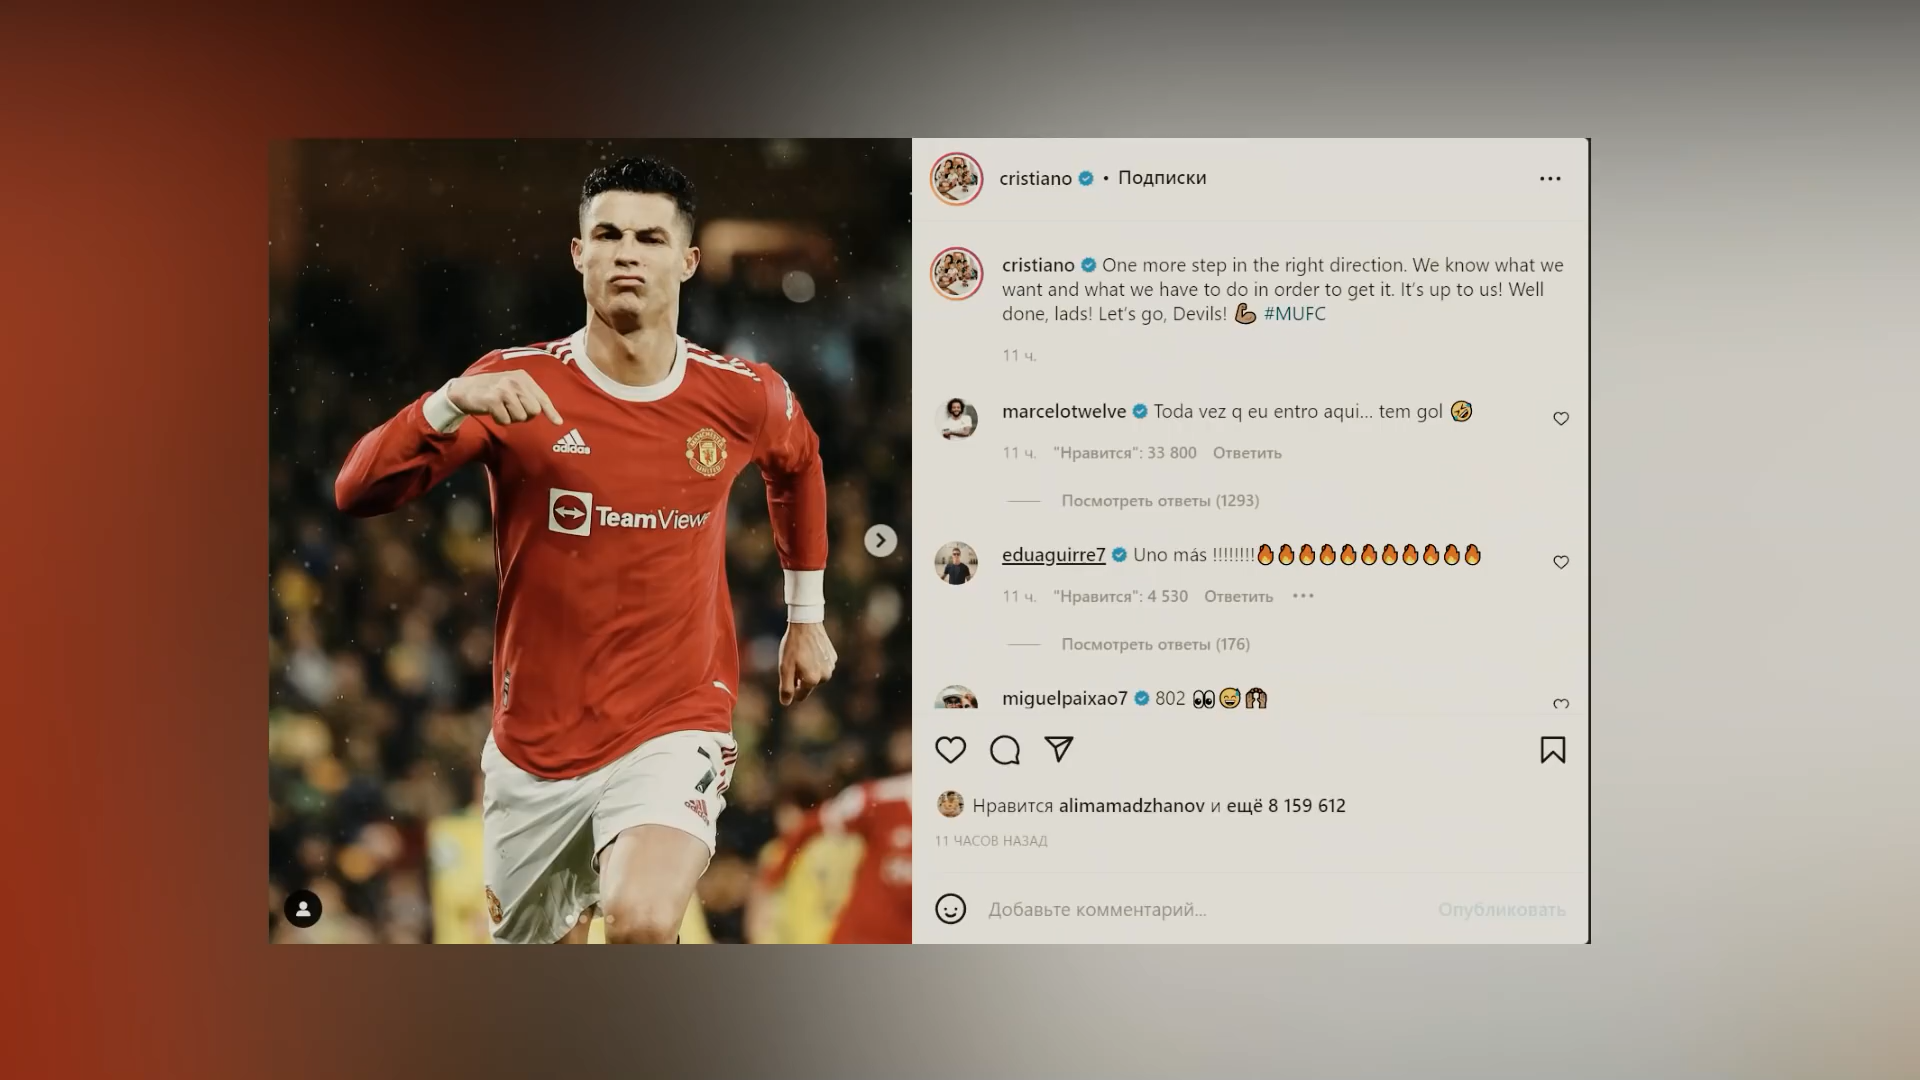 cristiano • Подписки
cristiano One more step in the right direction. We know what we
want and what we have to do in order to get it. It's up to us! Well
done, lads! Let's go, Devils! 💪🏽 #MUFC
11 ч.
marcelotwelve Toda vez q eu entro aqui... tem gol 🤣
11 ч. "Нравится": 33 800 Ответить
Посмотреть ответы (1293)
eduaguirre7 Uno más !!!!!!!!🔥🔥🔥🔥🔥🔥🔥🔥🔥🔥🔥
11 ч. "Нравится": 4 530 Ответить
Посмотреть ответы (176)
miguelpaixao7 802 👀😅🙌🏽
Нравится alimamadzhanov и ещё 8 159 612
11 ЧАСОВ НАЗАД
Добавьте комментарий...
Опубликовать
adidas
MANCHESTER
UNITED
TeamView
7
adidas